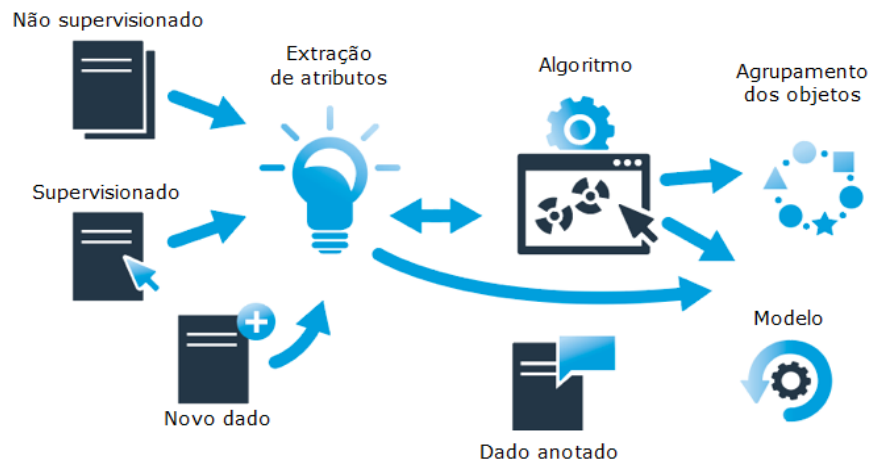 Não supervisionado
Extração
de atributos
Algoritmo
Agrupamento
dos objetos
Supervisionado
Novo dado
Dado anotado
Modelo